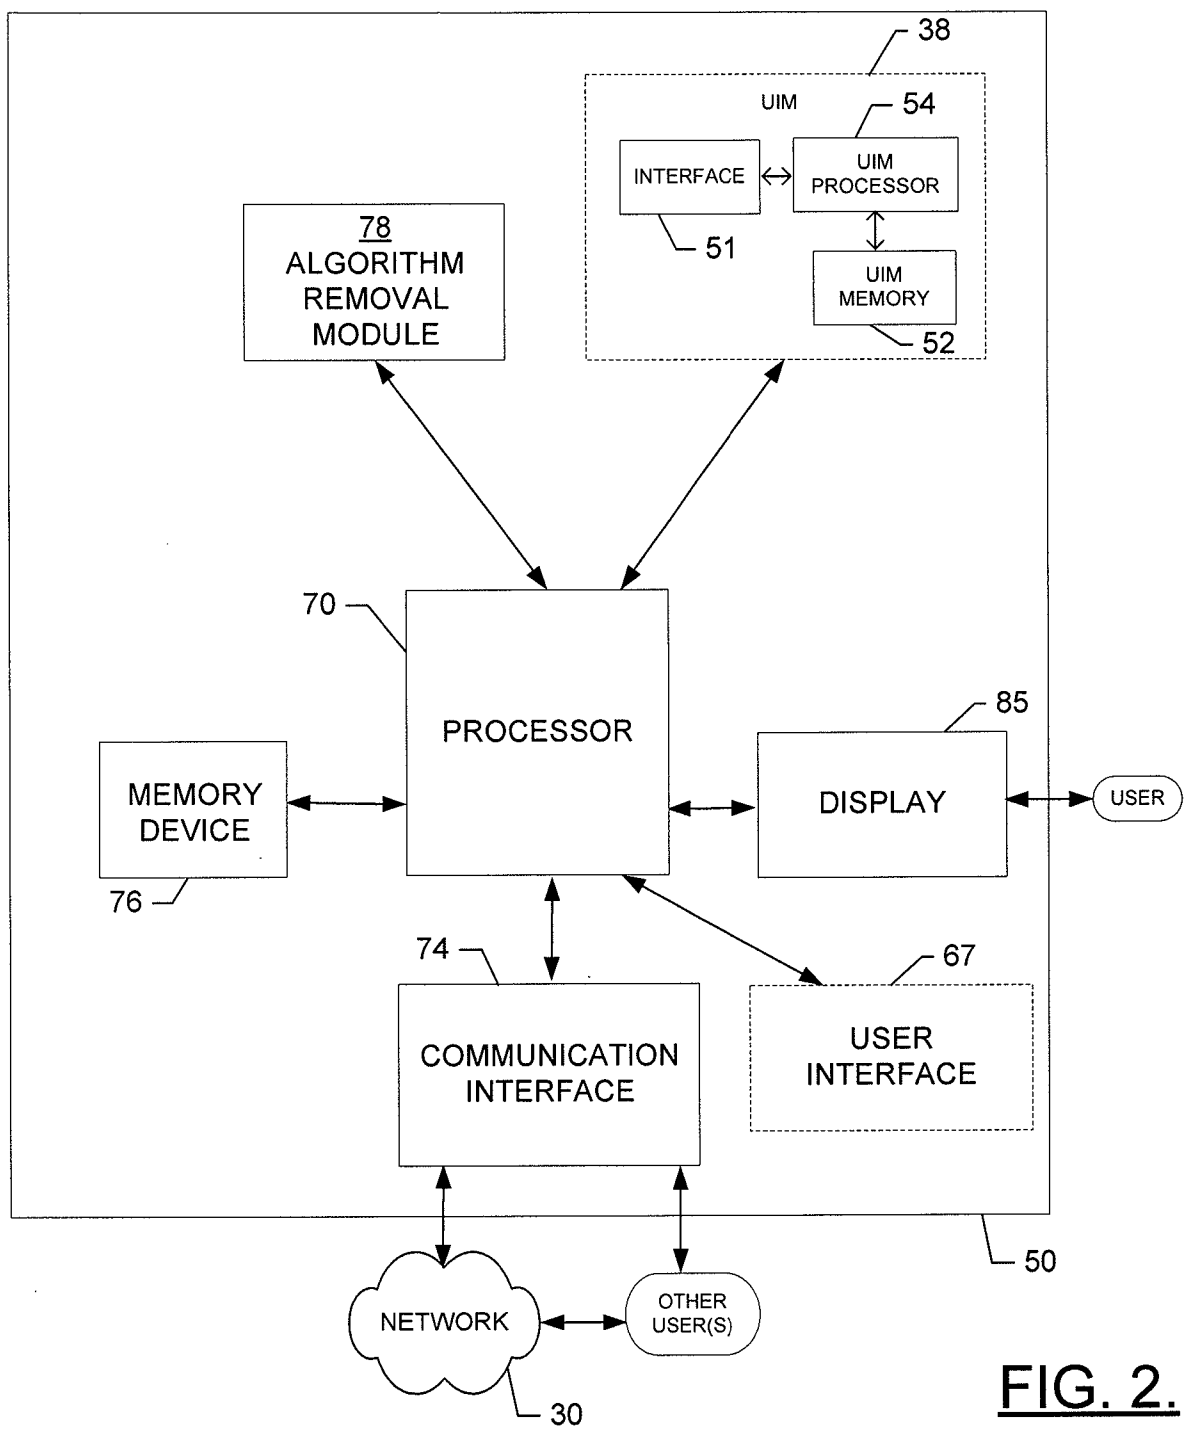 38
UIM
54
INTERFACE
UIM
PROCESSOR
51
UIM
MEMORY
52
78
ALGORITHM
REMOVAL
MODULE
70
PROCESSOR
85
MEMORY
DEVICE
76
DISPLAY
USER
74
67
COMMUNICATION
INTERFACE
USER
INTERFACE
50
NETWORK
OTHER
USER(S)
30
FIG. 2.